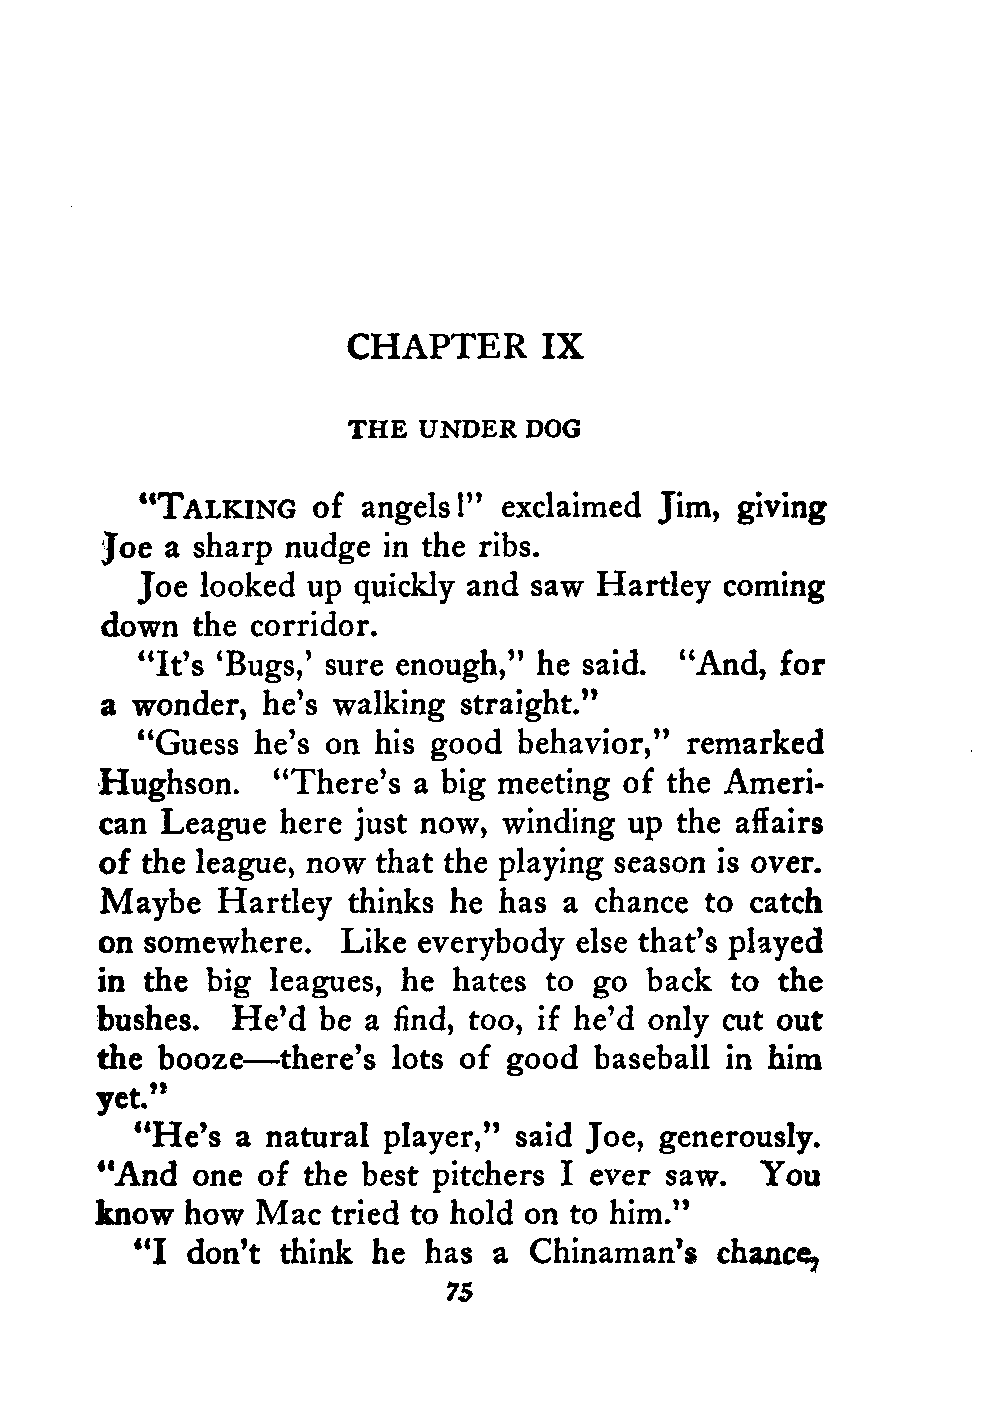 CHAPTER IX
THE UNDER DOG
“TALKING of angels!” exclaimed Jim, giving
Joe a sharp nudge in the ribs.
Joe looked up quickly and saw Hartley coming
down the corridor.
“It’s ‘Bugs,’ sure enough,” he said. “And, for
a wonder, he’s walking straight.”
“Guess he’s on his good behavior,” remarked
Hughson. “There’s a big meeting of the Ameri-
can League here just now, winding up the affairs
of the league, now that the playing season is over.
Maybe Hartley thinks he has a chance to catch
on somewhere. Like everybody else that’s played
in the big leagues, he hates to go back to the
bushes. He’d be a find, too, if he’d only cut out
the booze—there’s lots of good baseball in him
yet.”
“He’s a natural player,” said Joe, generously.
“And one of the best pitchers I ever saw. You
know how Mac tried to hold on to him.”
“I don’t think he has a Chinaman’s chance,
75